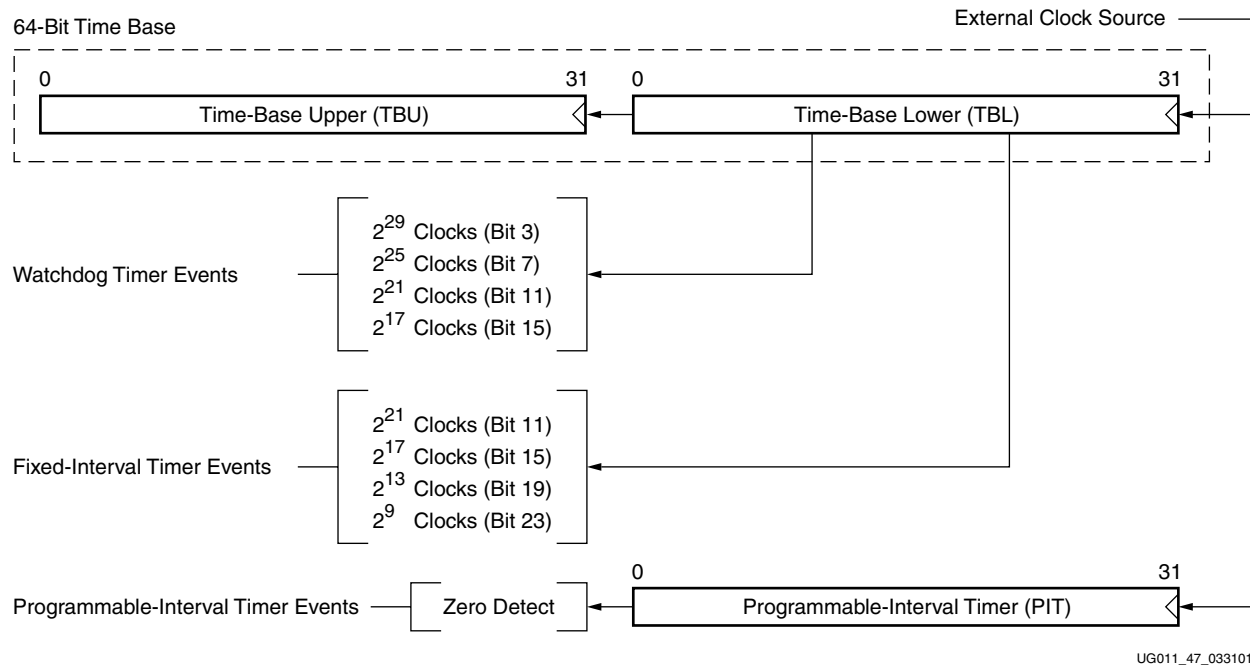 External Clock Source
64-Bit Time Base
0 31 0 31
Time-Base Upper (TBU) Time-Base Lower (TBL)
2^29 Clocks (Bit 3)
2^25 Clocks (Bit 7)
Watchdog Timer Events
2^21 Clocks (Bit 11)
2^17 Clocks (Bit 15)
2^21 Clocks (Bit 11)
2^17 Clocks (Bit 15)
Fixed-Interval Timer Events
2^13 Clocks (Bit 19)
2^9 Clocks (Bit 23)
0 31
Programmable-Interval Timer Events Zero Detect Programmable-Interval Timer (PIT)
UG011_47_033101